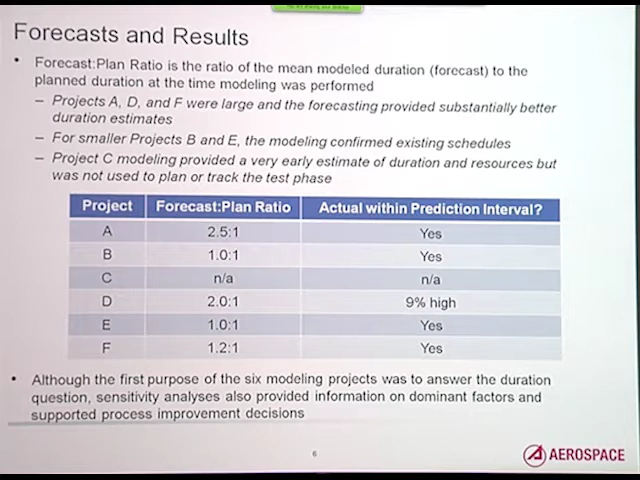 Forecasts and Results
• Forecast:Plan Ratio is the ratio of the mean modeled duration (forecast) to the
planned duration at the time modeling was performed
– Projects A, D, and F were large and the forecasting provided substantially better
duration estimates
– For smaller Projects B and E, the modeling confirmed existing schedules
– Project C modeling provided a very early estimate of duration and resources but
was not used to plan or track the test phase
Project Forecast:Plan Ratio Actual within Prediction Interval?
A 2.5:1 Yes
B 1.0:1 Yes
C n/a n/a
D 2.0:1 9% high
E 1.0:1 Yes
F 1.2:1 Yes
• Although the first purpose of the six modeling projects was to answer the duration
question, sensitivity analyses also provided information on dominant factors and
supported process improvement decisions
6
AEROSPACE